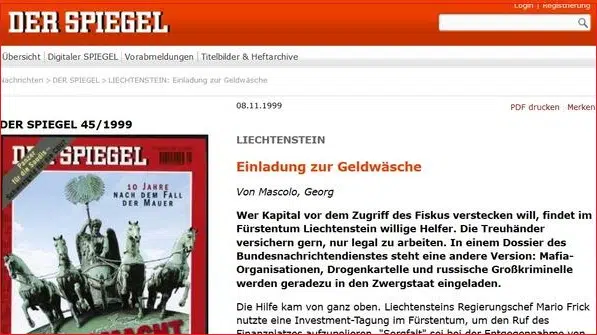 Login | Registrierung
DER SPIEGEL
Übersicht | Digitaler SPIEGEL | Vorabmeldungen | Titelbilder & Heftarchive
Nachrichten > DER SPIEGEL > LIECHTENSTEIN: Einladung zur Geldwäsche
08.11.1999
PDF drucken | Merken
DER SPIEGEL 45/1999
DER SPIEGEL
10 JAHRE
NACH DEM FALL
DER MAUER
LIECHTENSTEIN
Einladung zur Geldwäsche
Von Mascolo, Georg
Wer Kapital vor dem Zugriff des Fiskus verstecken will, findet im
Fürstentum Liechtenstein willige Helfer. Die Treuhänder
versichern gern, nur legal zu arbeiten. In einem Dossier des
Bundesnachrichtendienstes steht eine andere Version: Mafia-
Organisationen, Drogenkartelle und russische Großkriminelle
werden geradezu in den Zwergstaat eingeladen.
Die Hilfe kam von ganz oben. Liechtensteins Regierungschef Mario Frick
nutzte eine Investment-Tagung im Fürstentum, um den Ruf des